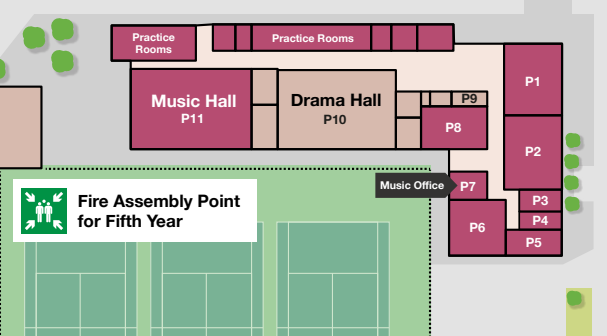 Practice
Rooms
Practice Rooms
Music Hall
P11
Drama Hall
P10
P9
P8
P1
P2
Music Office
P7
P3
P4
P5
P6
Fire Assembly Point
for Fifth Year